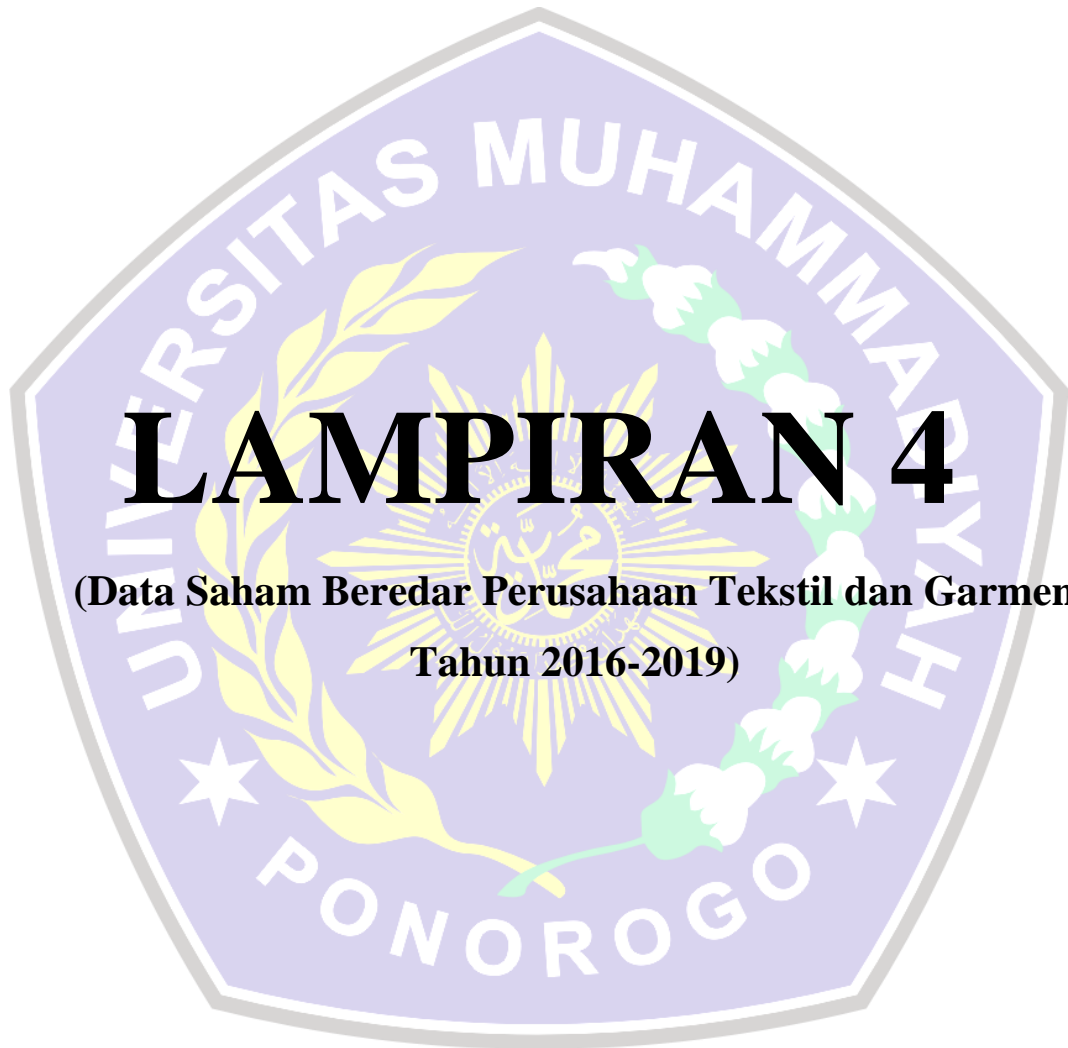 UNIVERSITAS MUHAMMADIYAH
LAMPIRAN 4
(Data Saham Beredar Perusahaan Tekstil dan Garmen
Tahun 2016-2019)
PONOROGO